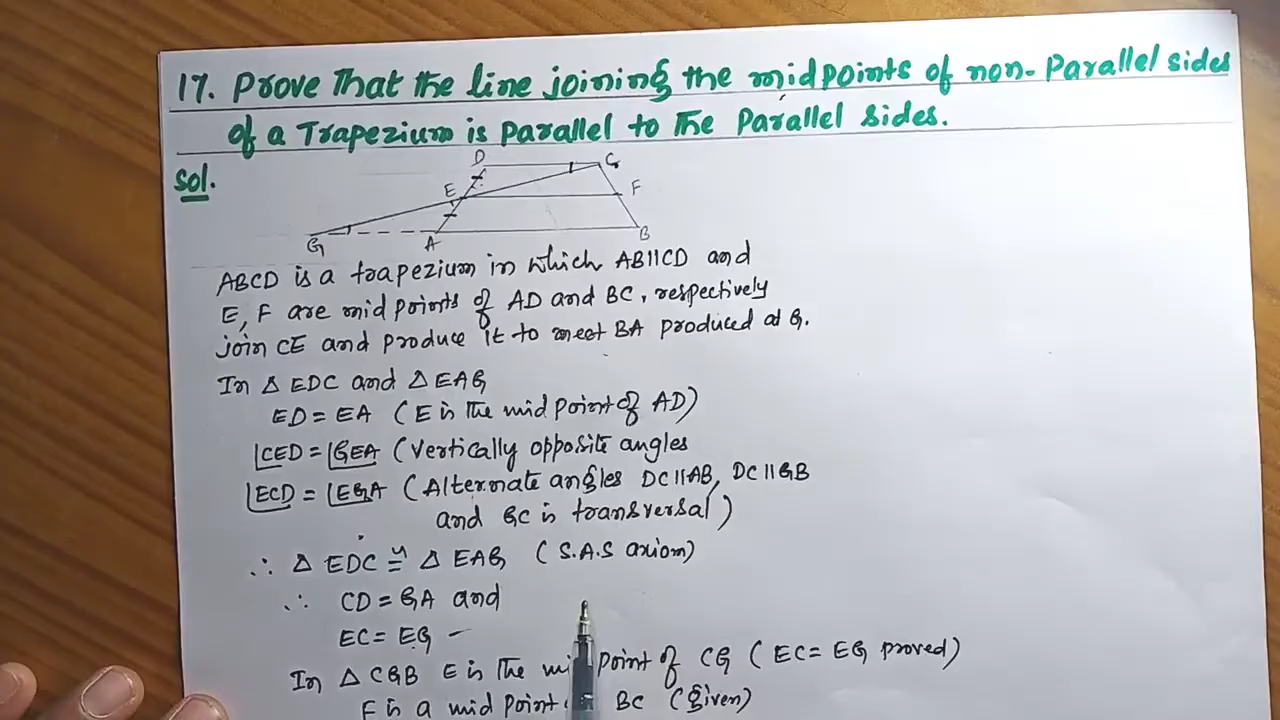 17. Prove That the line joining the midpoints of non-Parallel sides
of a Trapezium is parallel to the Parallel sides.
Sol.
D C
E F
G A B
ABCD is a trapezium in which AB||CD and
E, F are mid points of AD and BC, respectively
join CE and produce it to meet BA produced at G.
In △ EDC and △ EAG
ED = EA (E is the mid point of AD)
∠CED = ∠GEA (Vertically opposite angles
∠ECD = ∠EGA (Alternate angles DC||AB, DC||GB
and GC is transversal)
∴ △ EDC ≅ △ EAG (S.A.S axiom)
∴ CD = GA and
EC = EG
In △ CGB E is the point of CG (EC = EG proved)
F is a mid point BC (given)